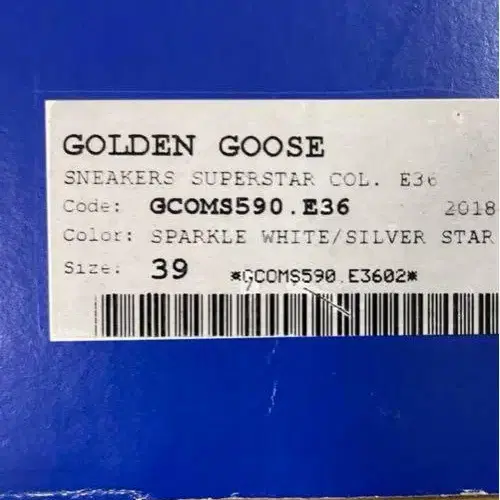 GOLDEN GOOSE
SNEAKERS SUPERSTAR COL. E36
Code: GCOMS590.E36 2018
Color: SPARKLE WHITE/SILVER STAR
Size: 39 *GCOMS590.E3602*